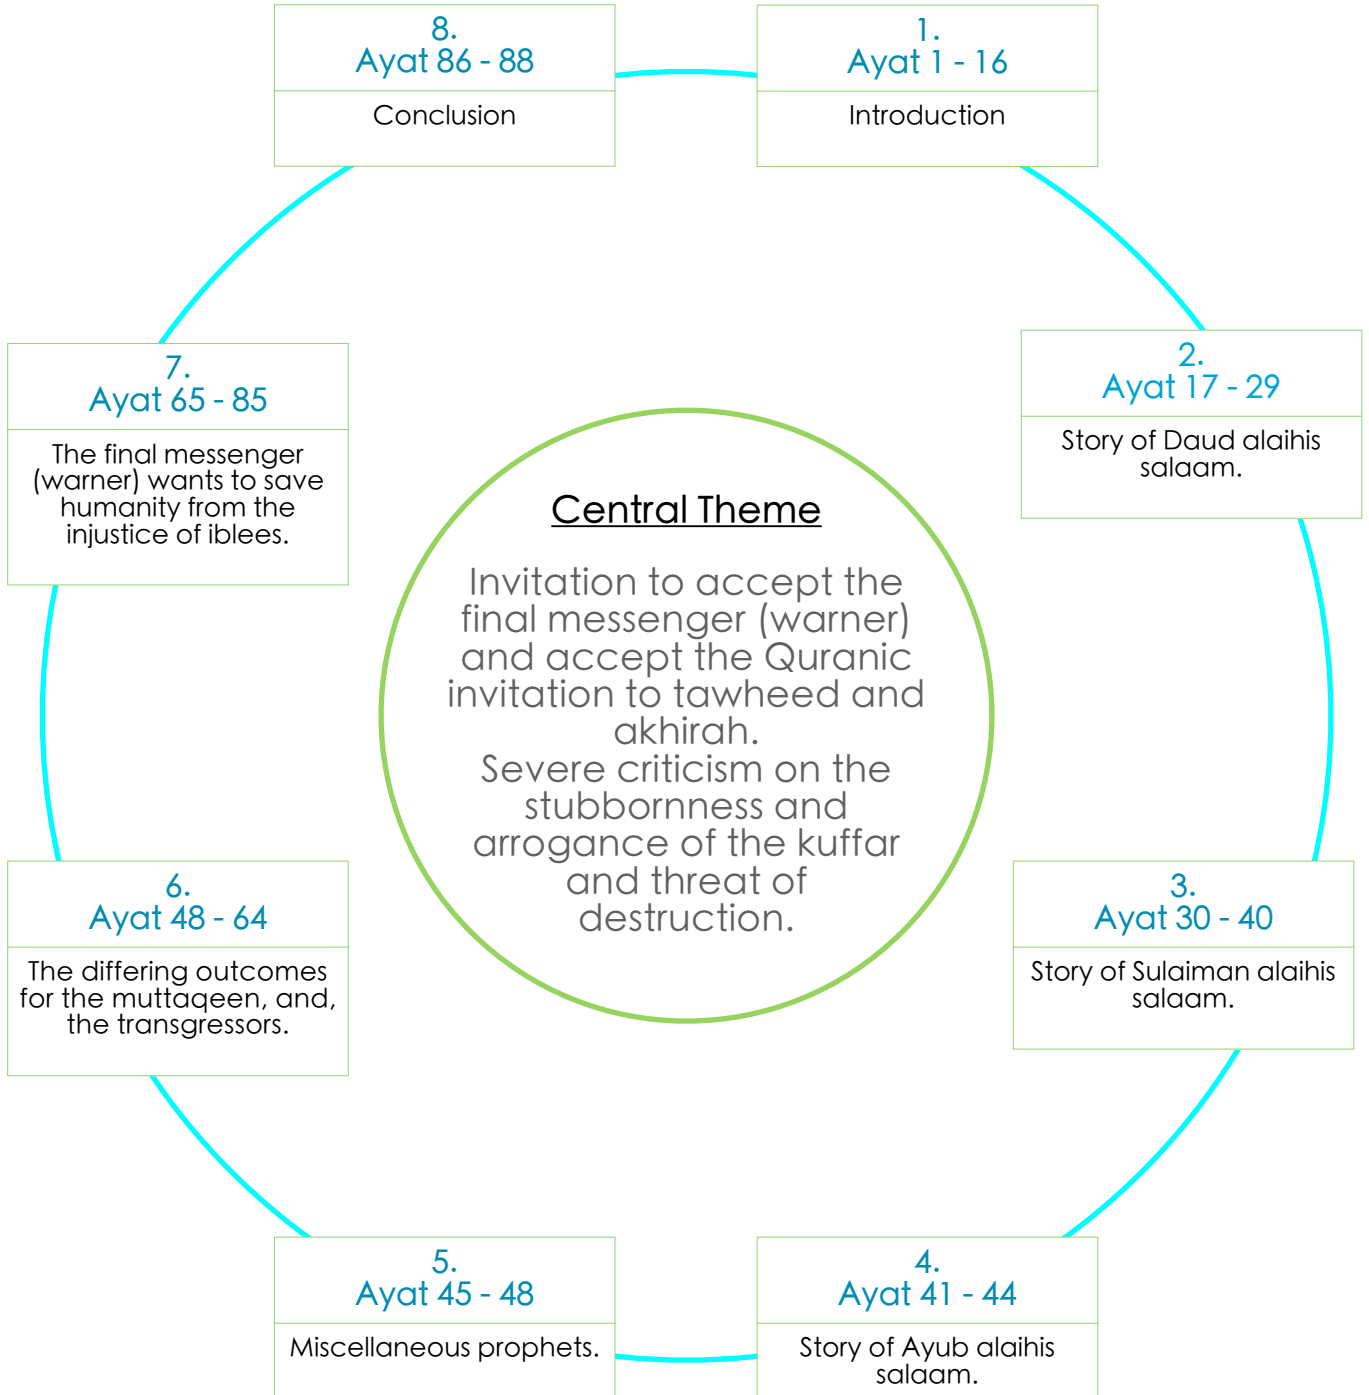 1.
Ayat 1 - 16
Introduction
2.
Ayat 17 - 29
Story of Daud alaihis
salaam.
3.
Ayat 30 - 40
Story of Sulaiman alaihis
salaam.
4.
Ayat 41 - 44
Story of Ayub alaihis
salaam.
5.
Ayat 45 - 48
Miscellaneous prophets.
6.
Ayat 48 - 64
The differing outcomes
for the muttaqeen, and,
the transgressors.
7.
Ayat 65 - 85
The final messenger
(warner) wants to save
humanity from the
injustice of iblees.
8.
Ayat 86 - 88
Conclusion
Central Theme
Invitation to accept the
final messenger (warner)
and accept the Quranic
invitation to tawheed and
akhirah.
Severe criticism on the
stubbornness and
arrogance of the kuffar
and threat of
destruction.